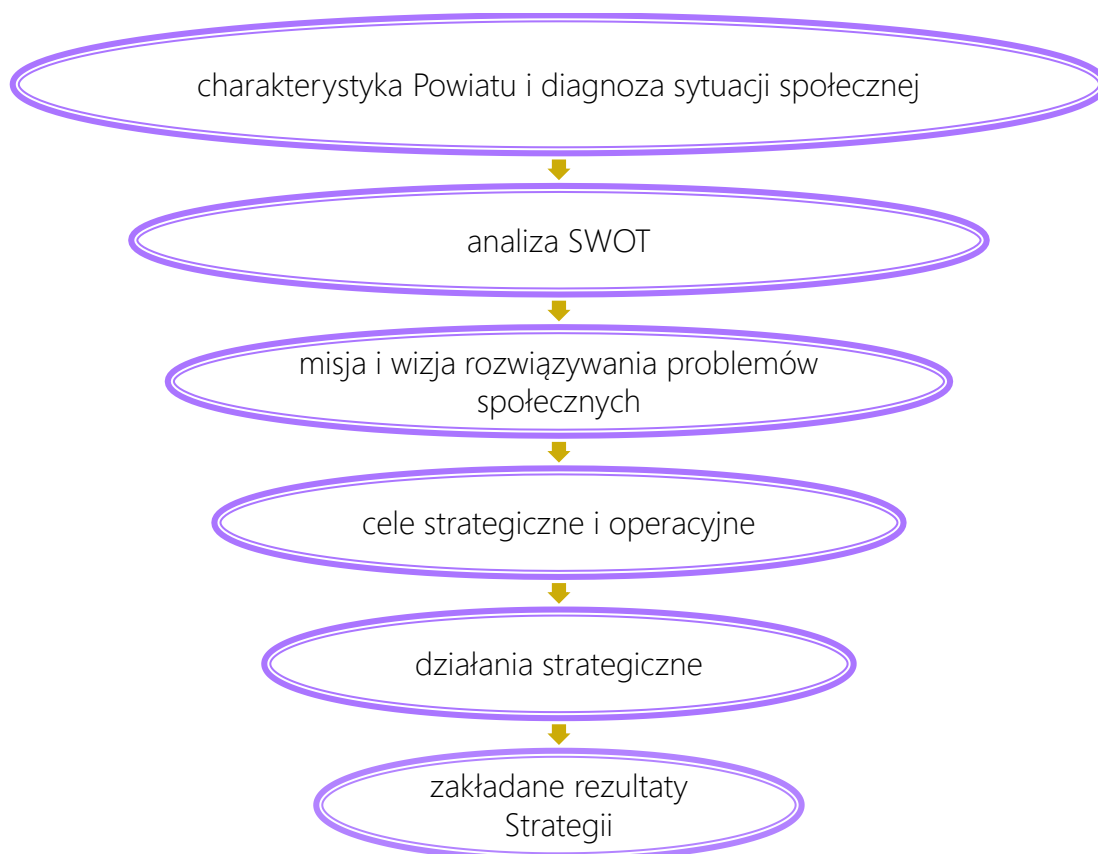 charakterystyka Powiatu i diagnoza sytuacji społecznej
analiza SWOT
misja i wizja rozwiązywania problemów
społecznych
cele strategiczne i operacyjne
działania strategiczne
zakładane rezultaty
Strategii